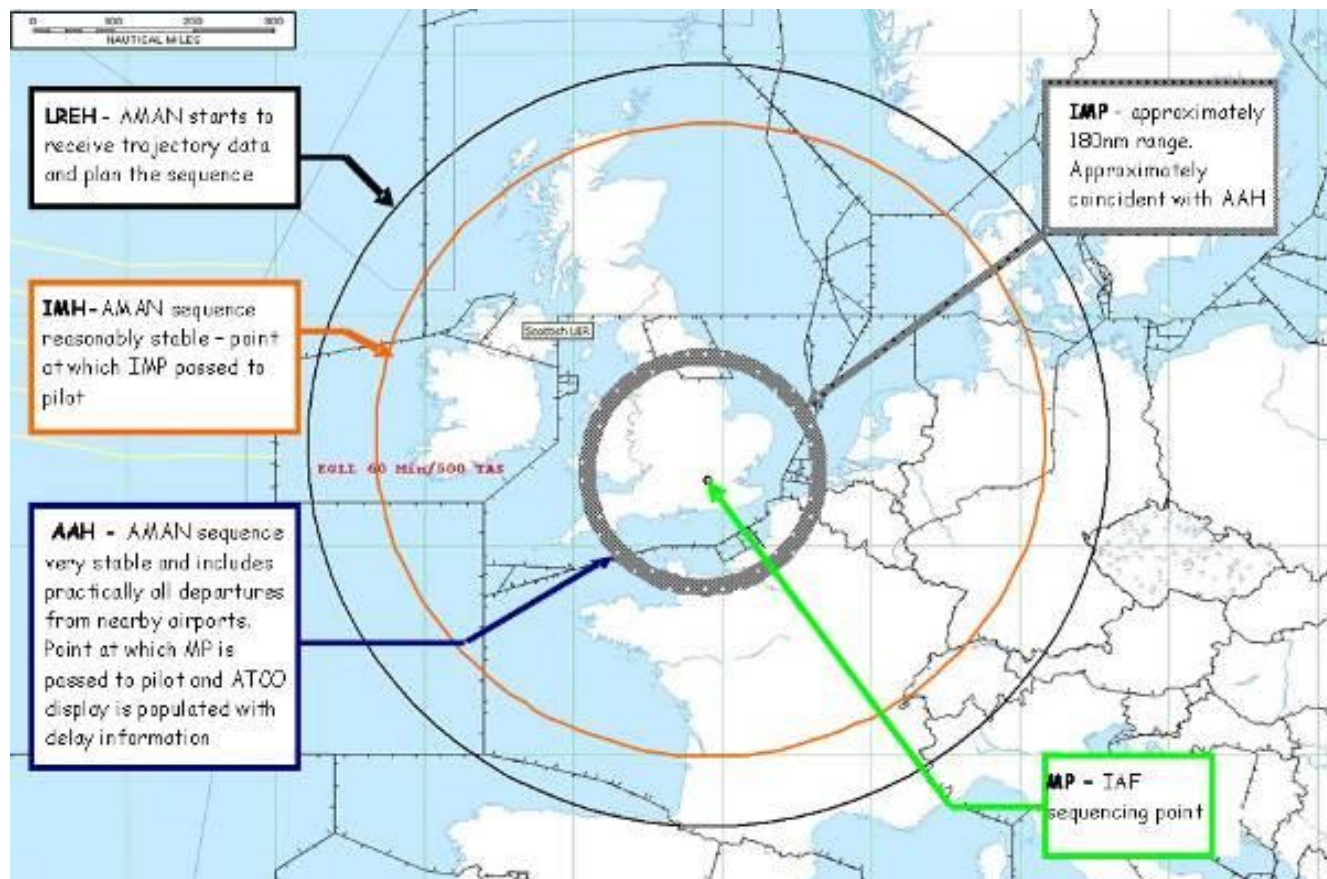 0 100 200 300
NAUTICAL MILES
LREH - AMAN starts to
receive trajectory data
and plan the sequence
IMP - approximately
180nm range.
Approximately
coincident with AAH
IMH-AMAN sequence
reasonably stable – point
at which IMP passed to
pilot
Scottish UIR
EGLL 60 Min/500 TAS
AAH - AMAN sequence
very stable and includes
practically all departures
from nearby airports.
Point at which MP is
passed to pilot and ATCO
display is populated with
delay information
MP – IAF
sequencing point